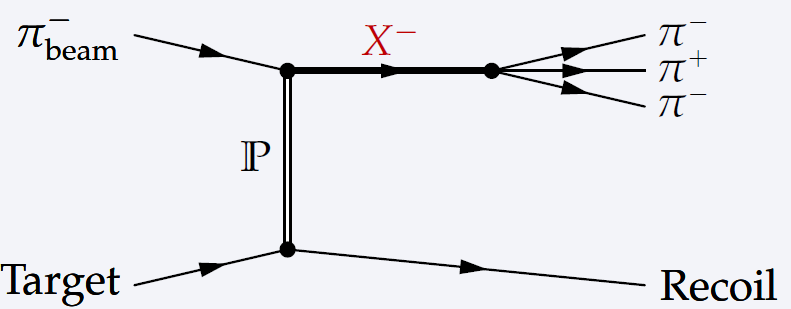 π⁻beam
X⁻
π⁻
π⁺
π⁻
ℙ
Target
Recoil